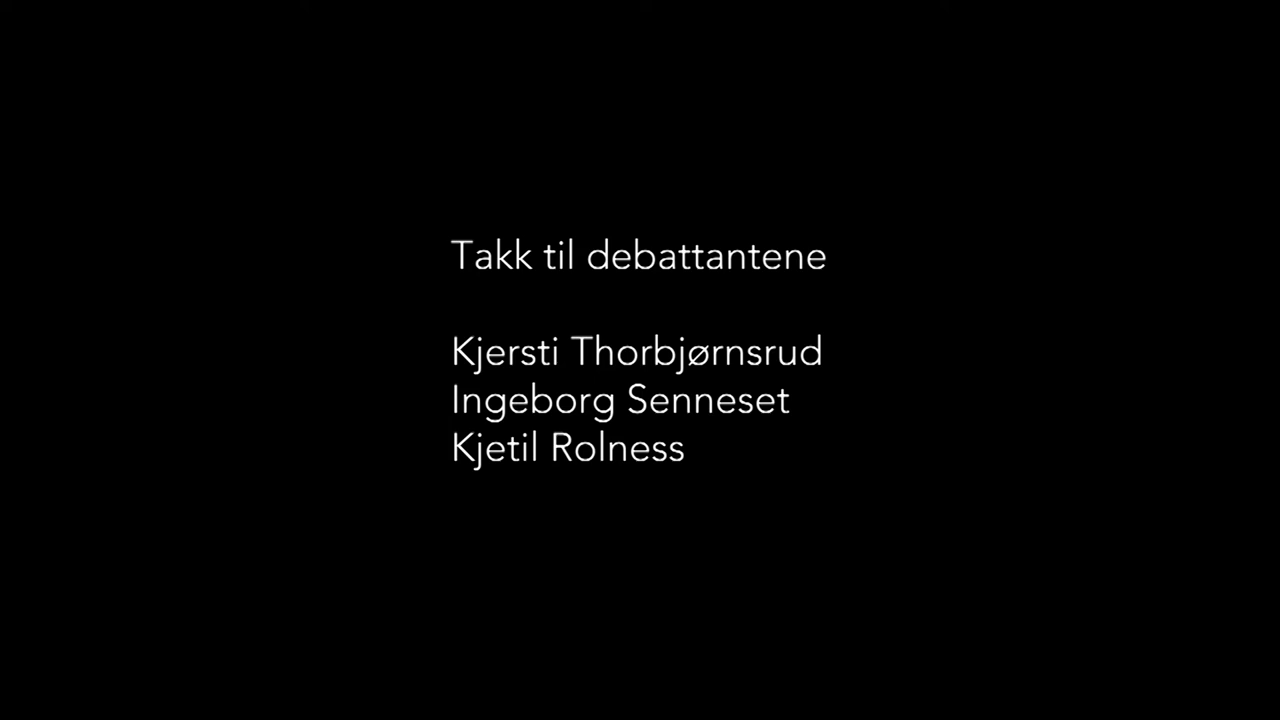 Takk til debattantene
Kjersti Thorbjørnsrud
Ingeborg Senneset
Kjetil Rolness